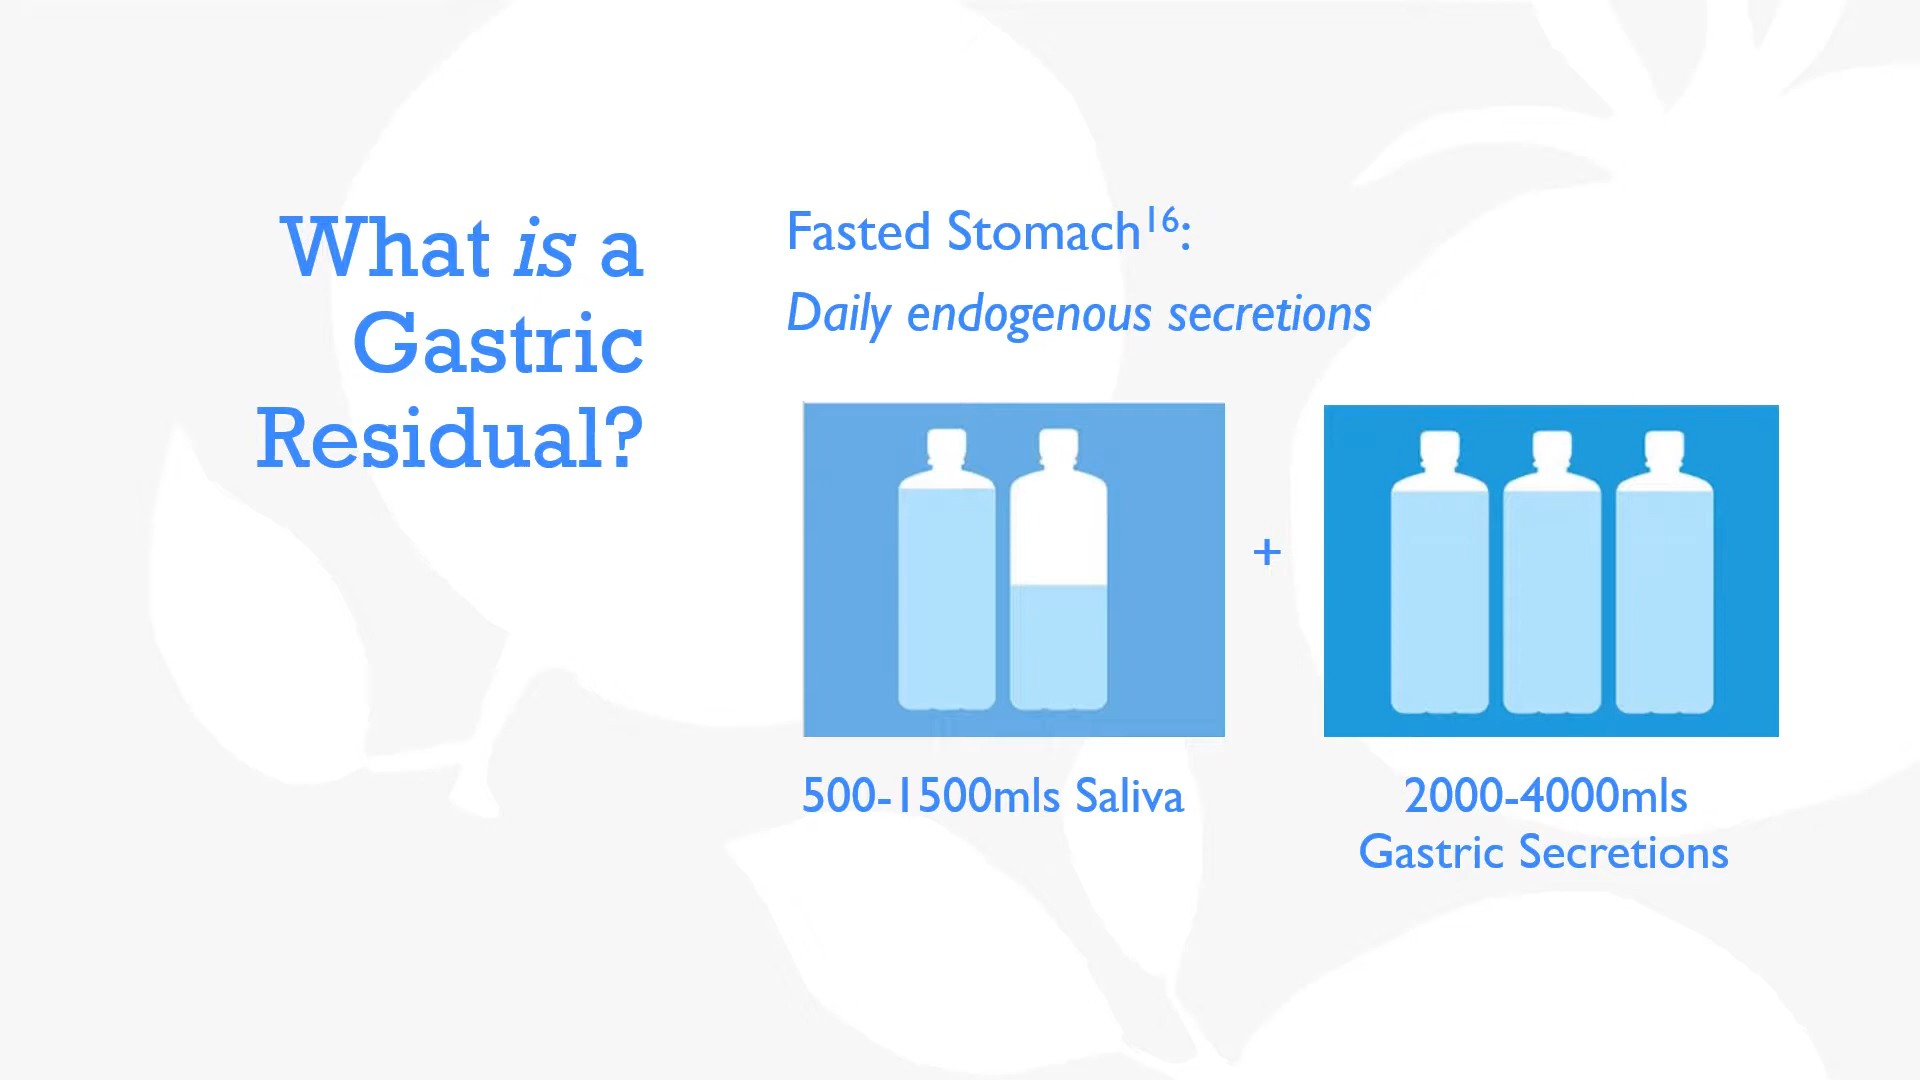 What is a
Gastric
Residual?
Fasted Stomach16:
Daily endogenous secretions
+
500-1500mls Saliva
2000-4000mls
Gastric Secretions